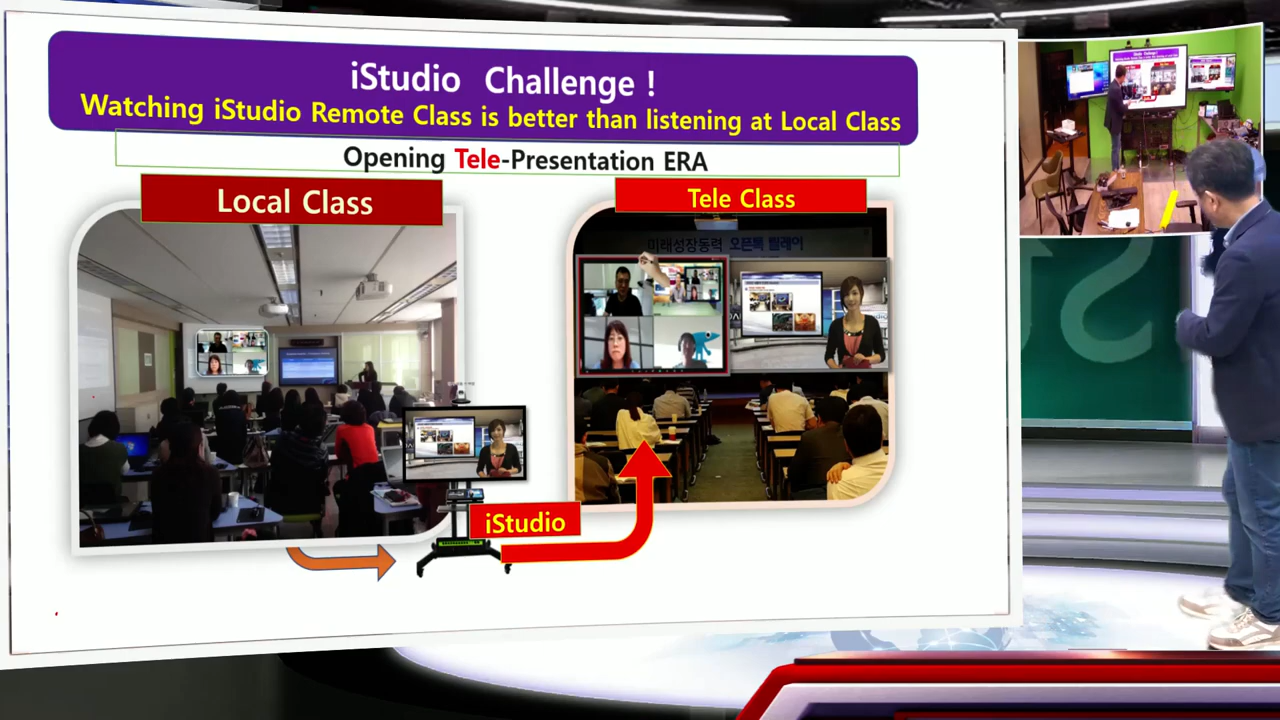 iStudio Challenge !
Watching iStudio Remote Class is better than listening at Local Class
Opening Tele-Presentation ERA
Local Class
Tele Class
미래성장동력 오픈톡 릴레이
iStudio